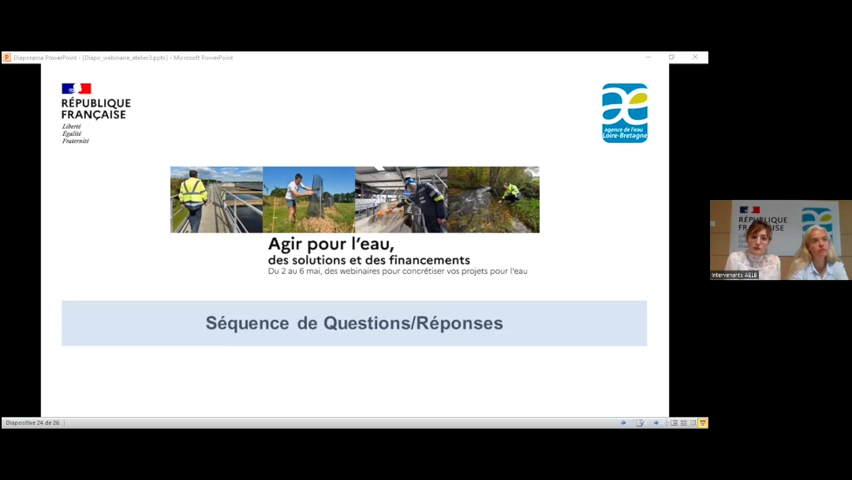 Diaporama PowerPoint - [Diapo_webinaire_atelier3.pptx] - Microsoft PowerPoint
RÉPUBLIQUE
FRANÇAISE
Liberté
Égalité
Fraternité
agence de l'eau
Loire-Bretagne
Agir pour l'eau,
des solutions et des financements
Du 2 au 6 mai, des webinaires pour concrétiser vos projets pour l'eau
Séquence de Questions/Réponses
RÉPUBLIQUE
Intervenants AELB
Diapositive 24 de 26